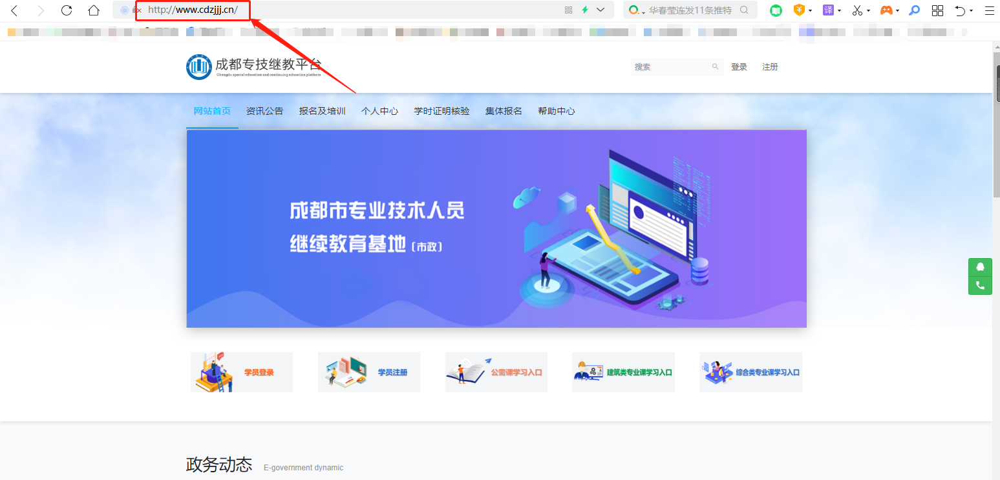 http://www.cdzjjj.cn/
华春莹连发11条推特
译
成都专技继教平台
Chengdu special education and continuing education platform
搜索
登录
注册
网站首页 资讯公告 报名及培训 个人中心 学时证明核验 集体报名 帮助中心
成都市专业技术人员
继续教育基地 [市政]
学员登录
学员注册
公需课学习入口
建筑类专业课学习入口
综合类专业课学习入口
政务动态
E-government dynamic